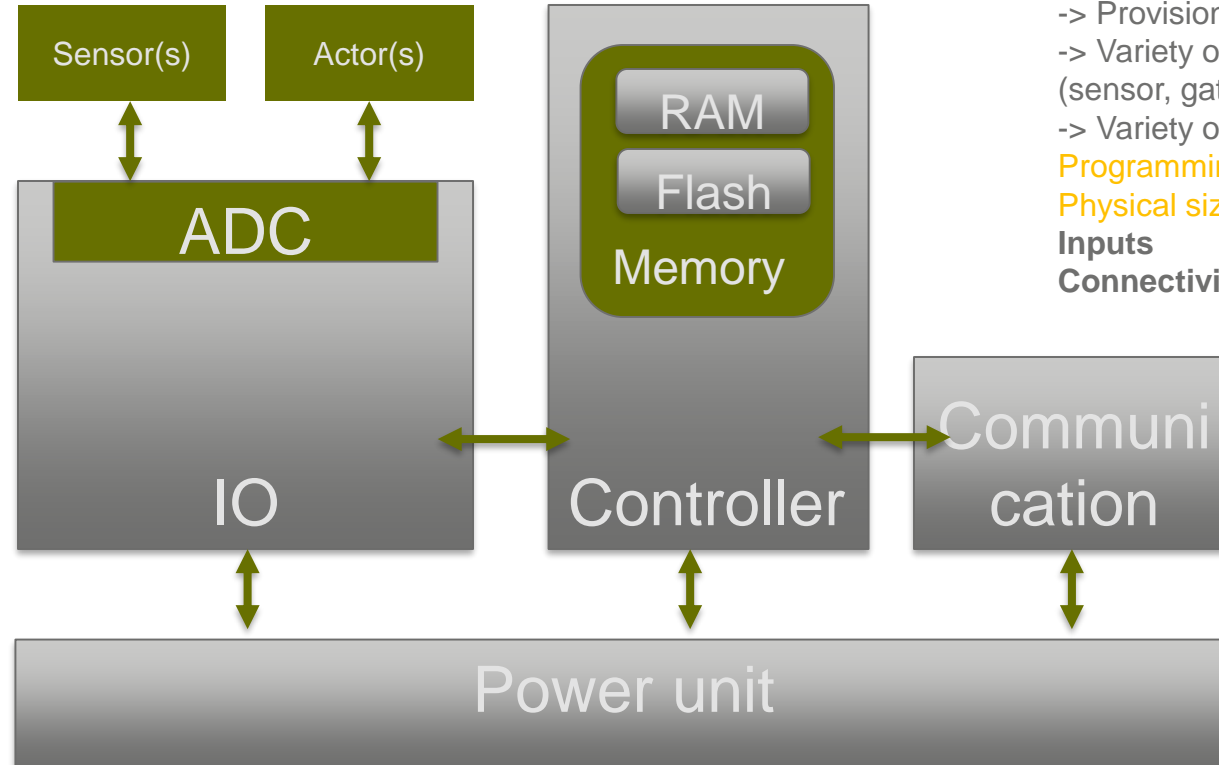 Sensor(s)
Actor(s)
ADC
IO
RAM
Flash
Memory
Controller
Communi
cation
Power unit
-> Provision
-> Variety o
(sensor, gat
-> Variety o
Programmin
Physical siz
Inputs
Connectivi